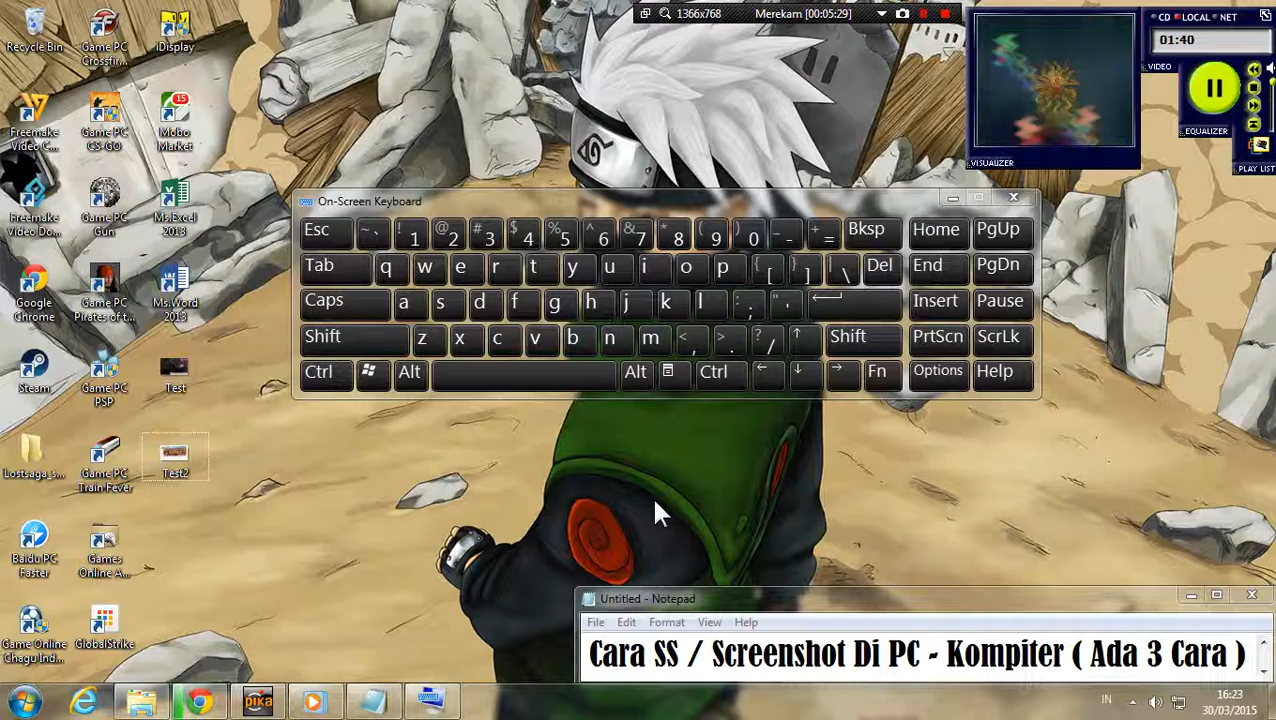 1366x768
Merekam [00:05:29]
CD LOCAL NET
01:40
VIDEO
EQUALIZER
VISUALIZER
PLAY LIST
Recycle Bin
Game PC Crossfir...
iDisplay
Freemake Video C...
Game PC CS-GO
15
Mobo Market
Freemake Video Do...
Game PC Gun
Ms.Excel 2013
Google Chrome
Game PC Pirates of t...
Ms.Word 2013
Steam
Game PC PSP
Test
Lostsaga_s...
Game PC Train Fever
Test2
Baidu PC Faster
Games Online A...
Game Online Chagu'Ind...
GlobalStrike
On-Screen Keyboard
Esc ~ ` ! 1 @ 2 # 3 $ 4 % 5 ^ 6 & 7 * 8 ( 9 ) 0 _ - + = Bksp Home PgUp
Tab q w e r t y u i o p { [ } ] | \ Del End PgDn
Caps a s d f g h j k l : ; " ' Insert Pause
Shift z x c v b n m < , > . ? / ↑ Shift PrtScn ScrLk
Ctrl Alt Alt Ctrl ← ↓ → Fn Options Help
Untitled - Notepad
File Edit Format View Help
Cara SS / Screenshot Di PC - Kompiter ( Ada 3 Cara )
pika
IN
16:23
30/03/2015